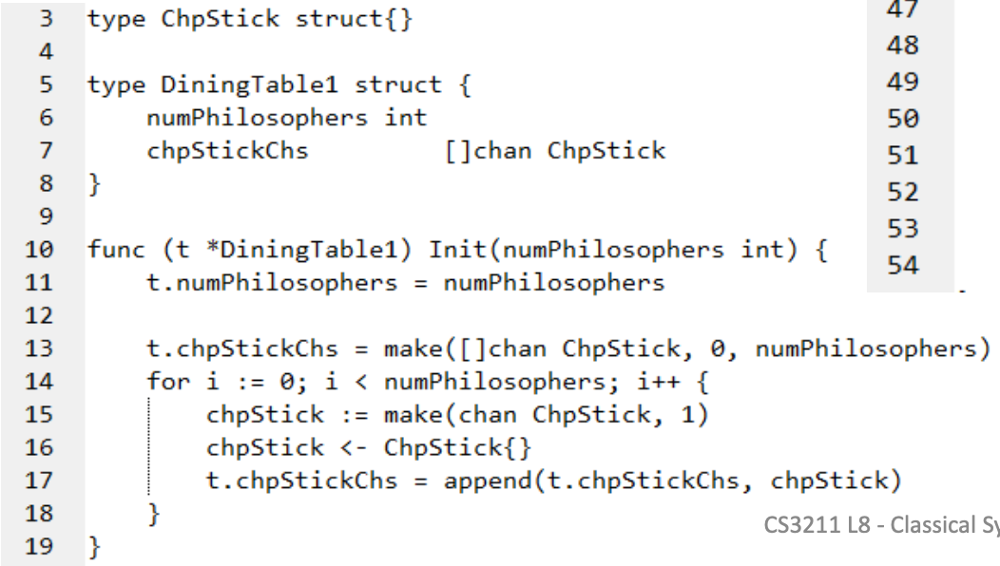 3 type ChpStick struct{}
4
5 type DiningTable1 struct {
6     numPhilosophers int
7     chpStickChs         []chan ChpStick
8 }
9
10 func (t *DiningTable1) Init(numPhilosophers int) {
11     t.numPhilosophers = numPhilosophers
12
13     t.chpStickChs = make([]chan ChpStick, 0, numPhilosophers)
14     for i := 0; i < numPhilosophers; i++ {
15         chpStick := make(chan ChpStick, 1)
16         chpStick <- ChpStick{}
17         t.chpStickChs = append(t.chpStickChs, chpStick)
18     }
19 }
47
48
49
50
51
52
53
54
CS3211 L8 - Classical Sy